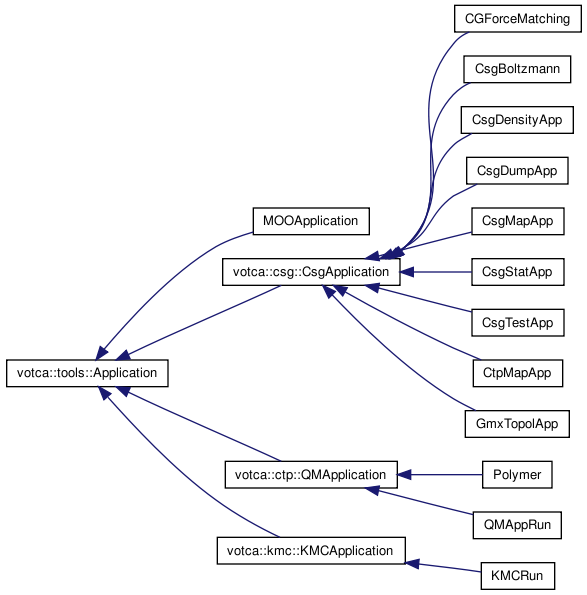 CGForceMatching
CsgBoltzmann
CsgDensityApp
CsgDumpApp
MOOApplication
CsgMapApp
votca::csg::CsgApplication
CsgStatApp
CsgTestApp
votca::tools::Application
CtpMapApp
GmxTopolApp
votca::ctp::QMApplication
Polymer
QMAppRun
votca::kmc::KMCApplication
KMCRun